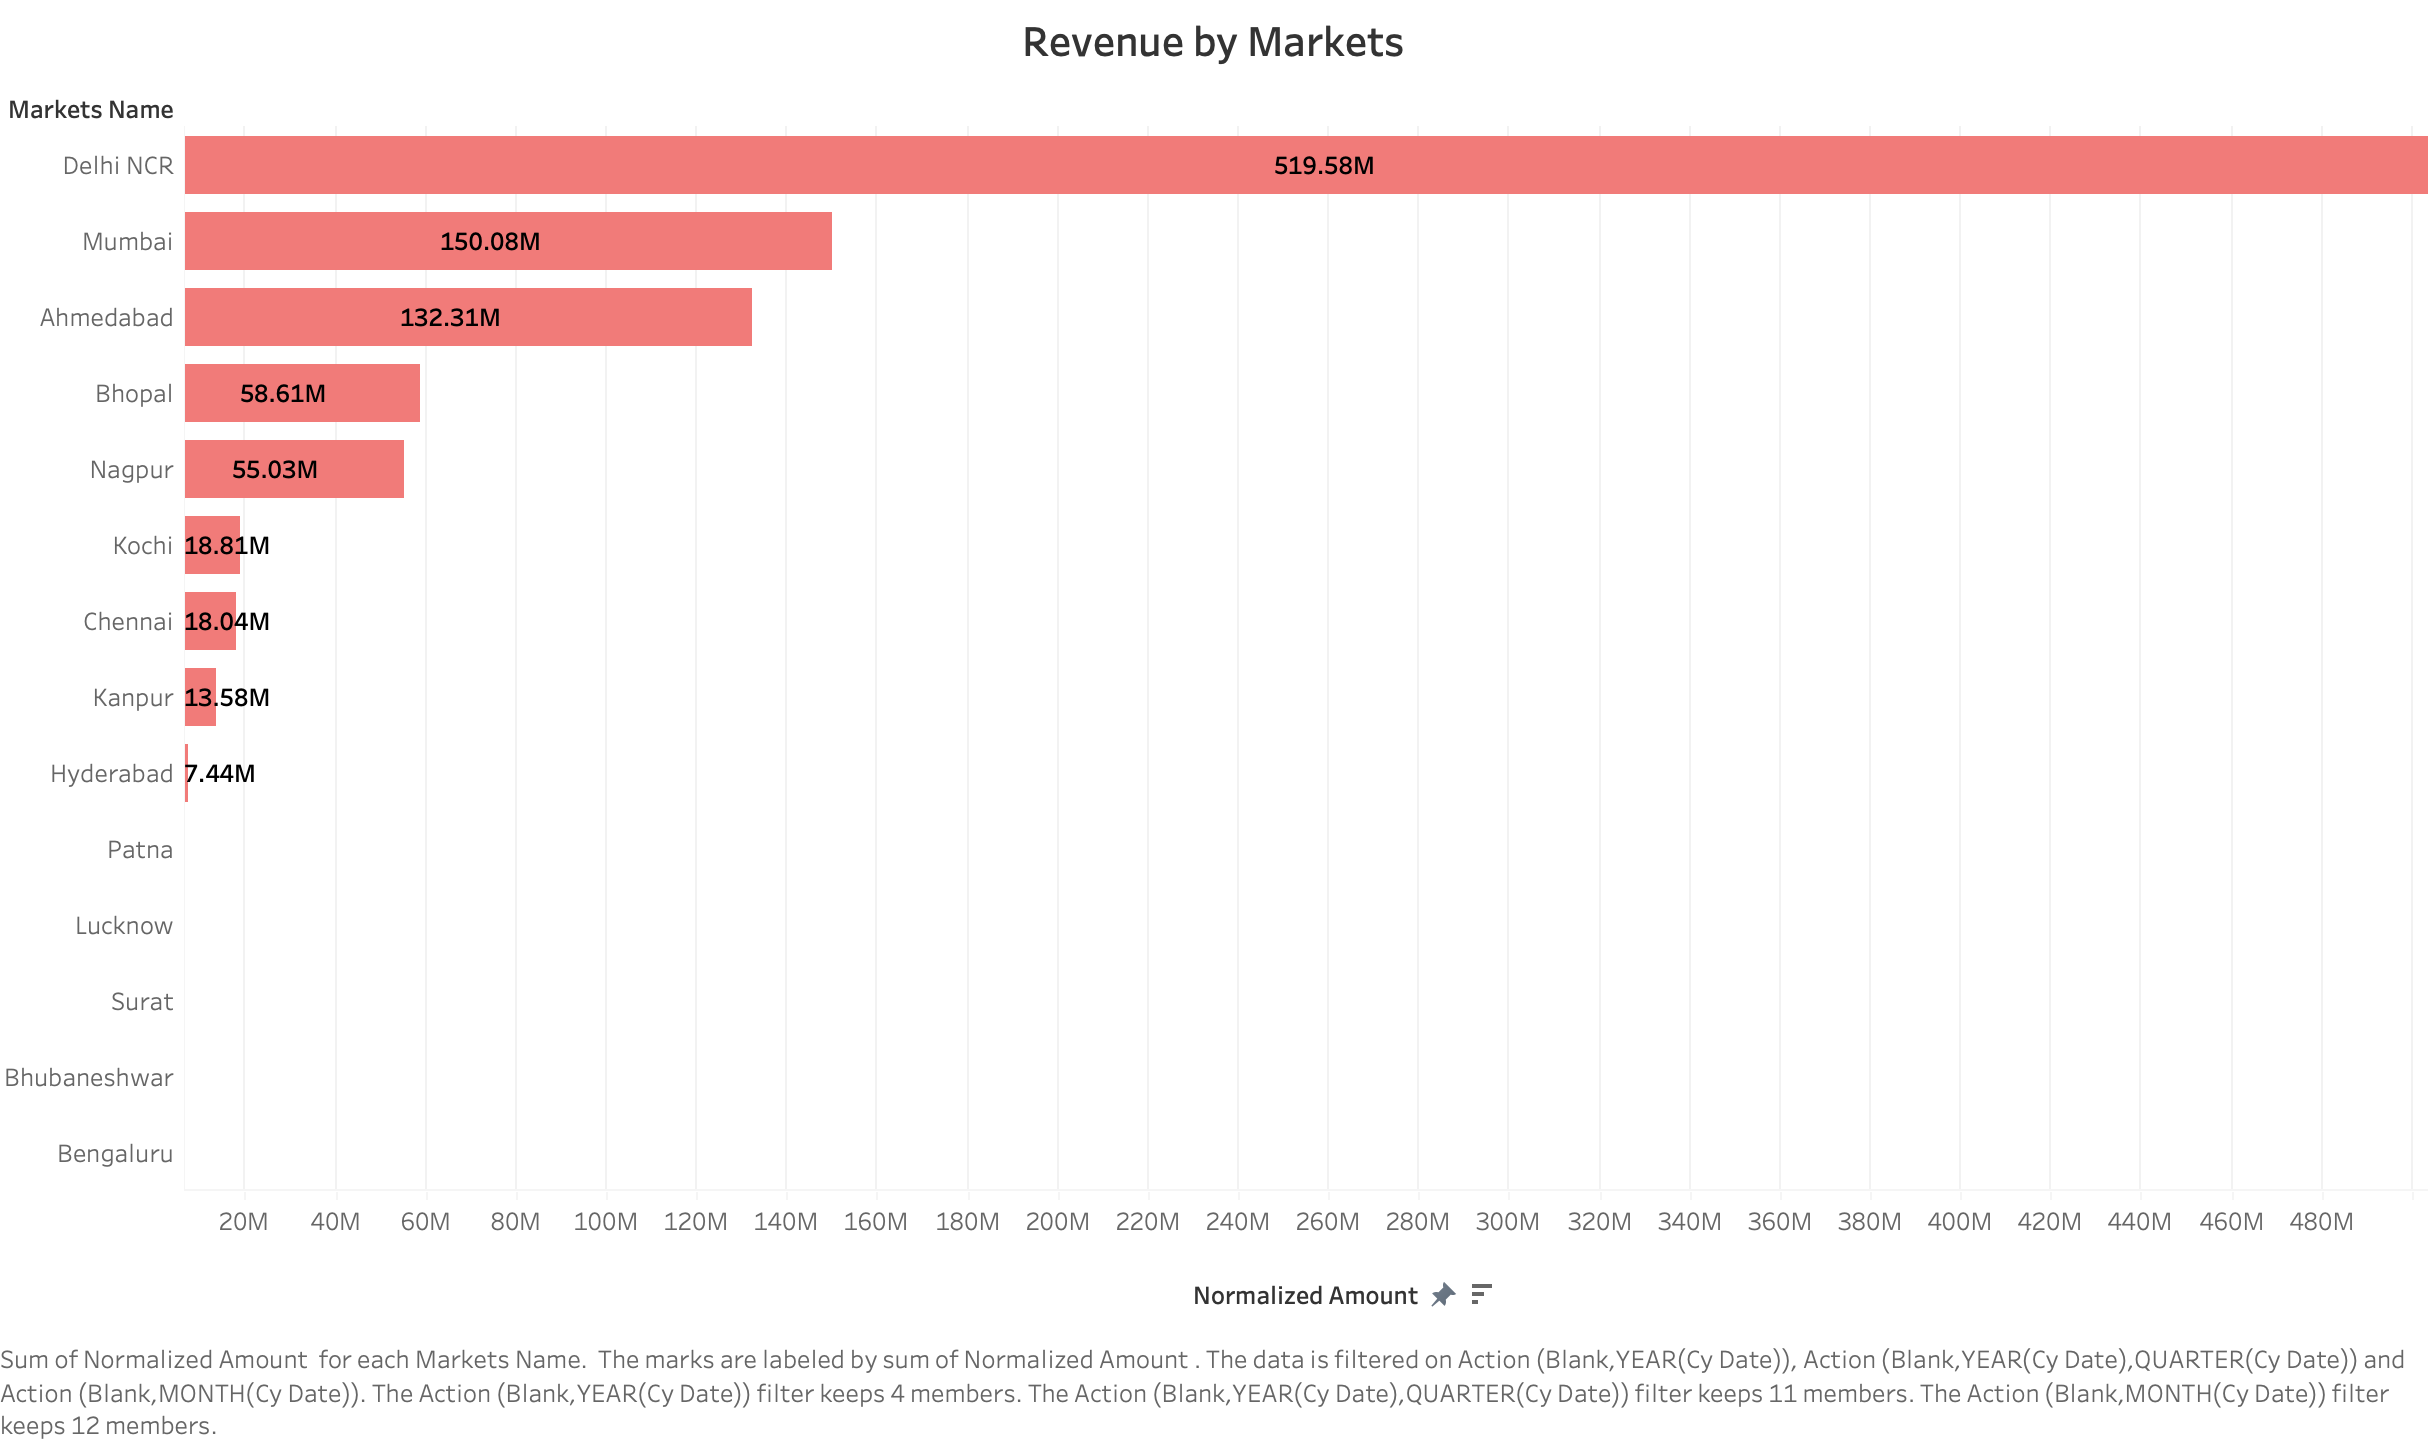 Revenue by Markets
Markets Name
Delhi NCR 519.58M
Mumbai 150.08M
Ahmedabad 132.31M
Bhopal 58.61M
Nagpur 55.03M
Kochi 18.81M
Chennai 18.04M
Kanpur 13.58M
Hyderabad 7.44M
Patna
Lucknow
Surat
Bhubaneshwar
Bengaluru
20M 40M 60M 80M 100M 120M 140M 160M 180M 200M 220M 240M 260M 280M 300M 320M 340M 360M 380M 400M 420M 440M 460M 480M
Normalized Amount
Sum of Normalized Amount  for each Markets Name.  The marks are labeled by sum of Normalized Amount . The data is filtered on Action (Blank,YEAR(Cy Date)), Action (Blank,YEAR(Cy Date),QUARTER(Cy Date)) and
Action (Blank,MONTH(Cy Date)). The Action (Blank,YEAR(Cy Date)) filter keeps 4 members. The Action (Blank,YEAR(Cy Date),QUARTER(Cy Date)) filter keeps 11 members. The Action (Blank,MONTH(Cy Date)) filter
keeps 12 members.